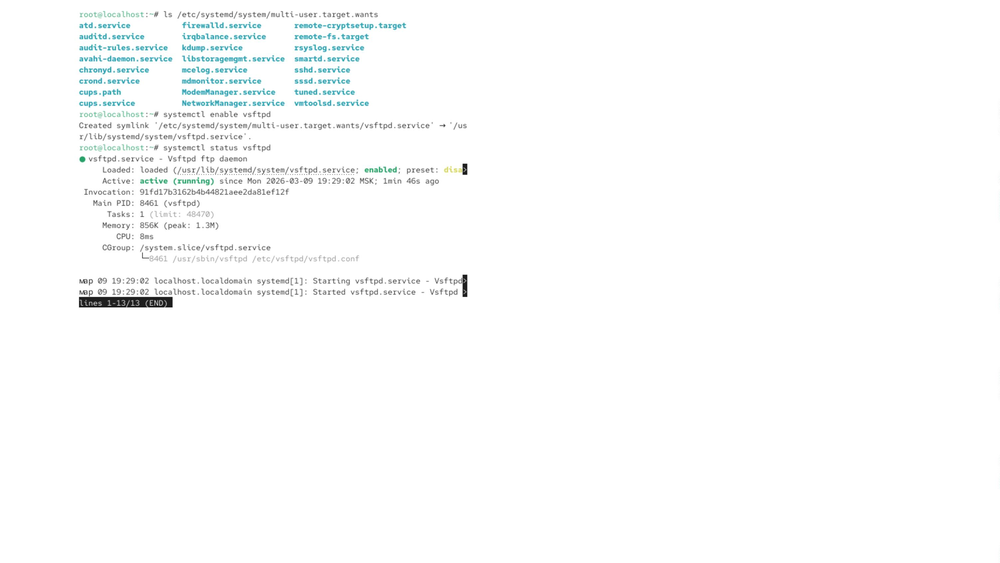 root@localhost:~# ls /etc/systemd/system/multi-user.target.wants
atd.service           firewalld.service       remote-cryptsetup.target
auditd.service        irqbalance.service      remote-fs.target
audit-rules.service   kdump.service           rsyslog.service
avahi-daemon.service  libstoragemgmt.service  smartd.service
chronyd.service       mcelog.service          sshd.service
crond.service         mdmonitor.service       sssd.service
cups.path             ModemManager.service    tuned.service
cups.service          NetworkManager.service  vmtoolsd.service
root@localhost:~# systemctl enable vsftpd
Created symlink '/etc/systemd/system/multi-user.target.wants/vsftpd.service' → '/us
r/lib/systemd/system/vsftpd.service'.
root@localhost:~# systemctl status vsftpd
● vsftpd.service - Vsftpd ftp daemon
     Loaded: loaded (/usr/lib/systemd/system/vsftpd.service; enabled; preset: disa>
     Active: active (running) since Mon 2026-03-09 19:29:02 MSK; 1min 46s ago
 Invocation: 91fd17b3162b4b44821aee2da81ef12f
   Main PID: 8461 (vsftpd)
      Tasks: 1 (limit: 48470)
     Memory: 856K (peak: 1.3M)
        CPU: 8ms
     CGroup: /system.slice/vsftpd.service
             └─8461 /usr/sbin/vsftpd /etc/vsftpd/vsftpd.conf
мар 09 19:29:02 localhost.localdomain systemd[1]: Starting vsftpd.service - Vsftpd>
мар 09 19:29:02 localhost.localdomain systemd[1]: Started vsftpd.service - Vsftpd >
lines 1-13/13 (END)